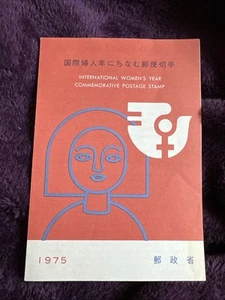 国際婦人年にちなむ郵便切手
INTERNATIONAL WOMEN'S YEAR
COMMEMORATIVE POSTAGE STAMP
1975 郵政省